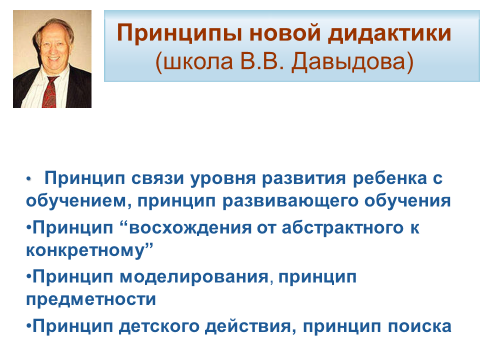 Принципы новой дидактики
(школа В.В. Давыдова)
• Принцип связи уровня развития ребенка с
обучением, принцип развивающего обучения
•Принцип “восхождения от абстрактного к
конкретному”
•Принцип моделирования, принцип
предметности
•Принцип детского действия, принцип поиска